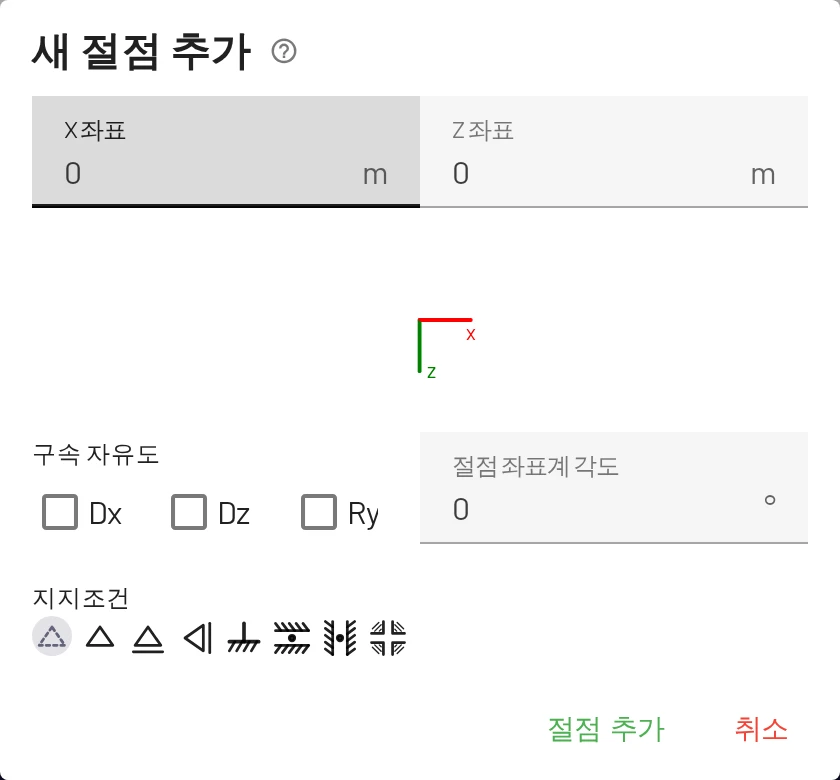 새 절점 추가
X 좌표
0 m
Z 좌표
0 m
x
z
구속 자유도
Dx Dz Ry
절점 좌표계 각도
0 °
지지조건
절점 추가 취소